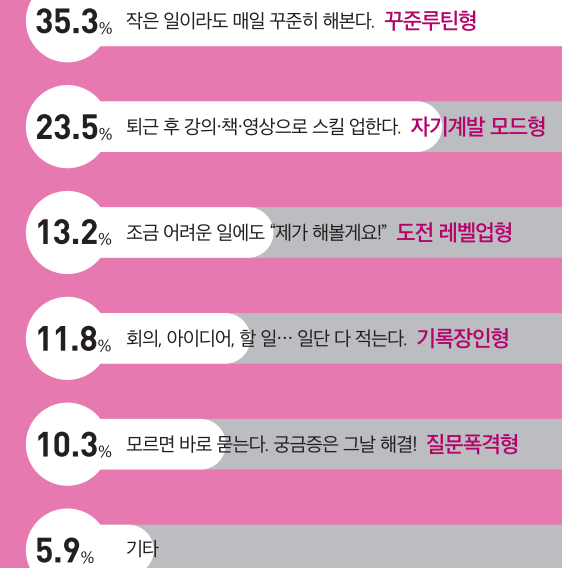 35.3% 작은 일이라도 매일 꾸준히 해본다. 꾸준루틴형
23.5% 퇴근 후 강의·책·영상으로 스킬 업한다. 자기계발 모드형
13.2% 조금 어려운 일에도 “제가 해볼게요!” 도전 레벨업형
11.8% 회의, 아이디어, 할 일… 일단 다 적는다. 기록장인형
10.3% 모르면 바로 묻는다. 궁금증은 그날 해결! 질문폭격형
5.9% 기타